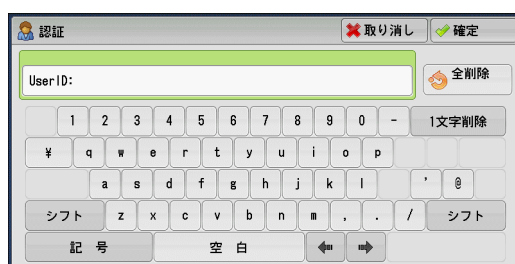 認証 取り消し 確定
UserID: 全削除
1 2 3 4 5 6 7 8 9 0 - 1文字削除
¥ q w e r t y u i o p
a s d f g h j k l ' @
シフト z x c v b n m , . / シフト
記 号 空 白